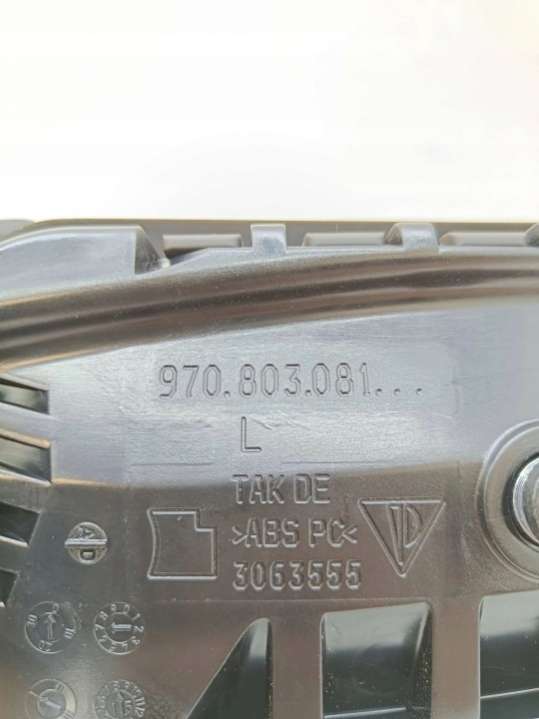 970.803.081...
L
TAK DE
>ABS PC<
3063555